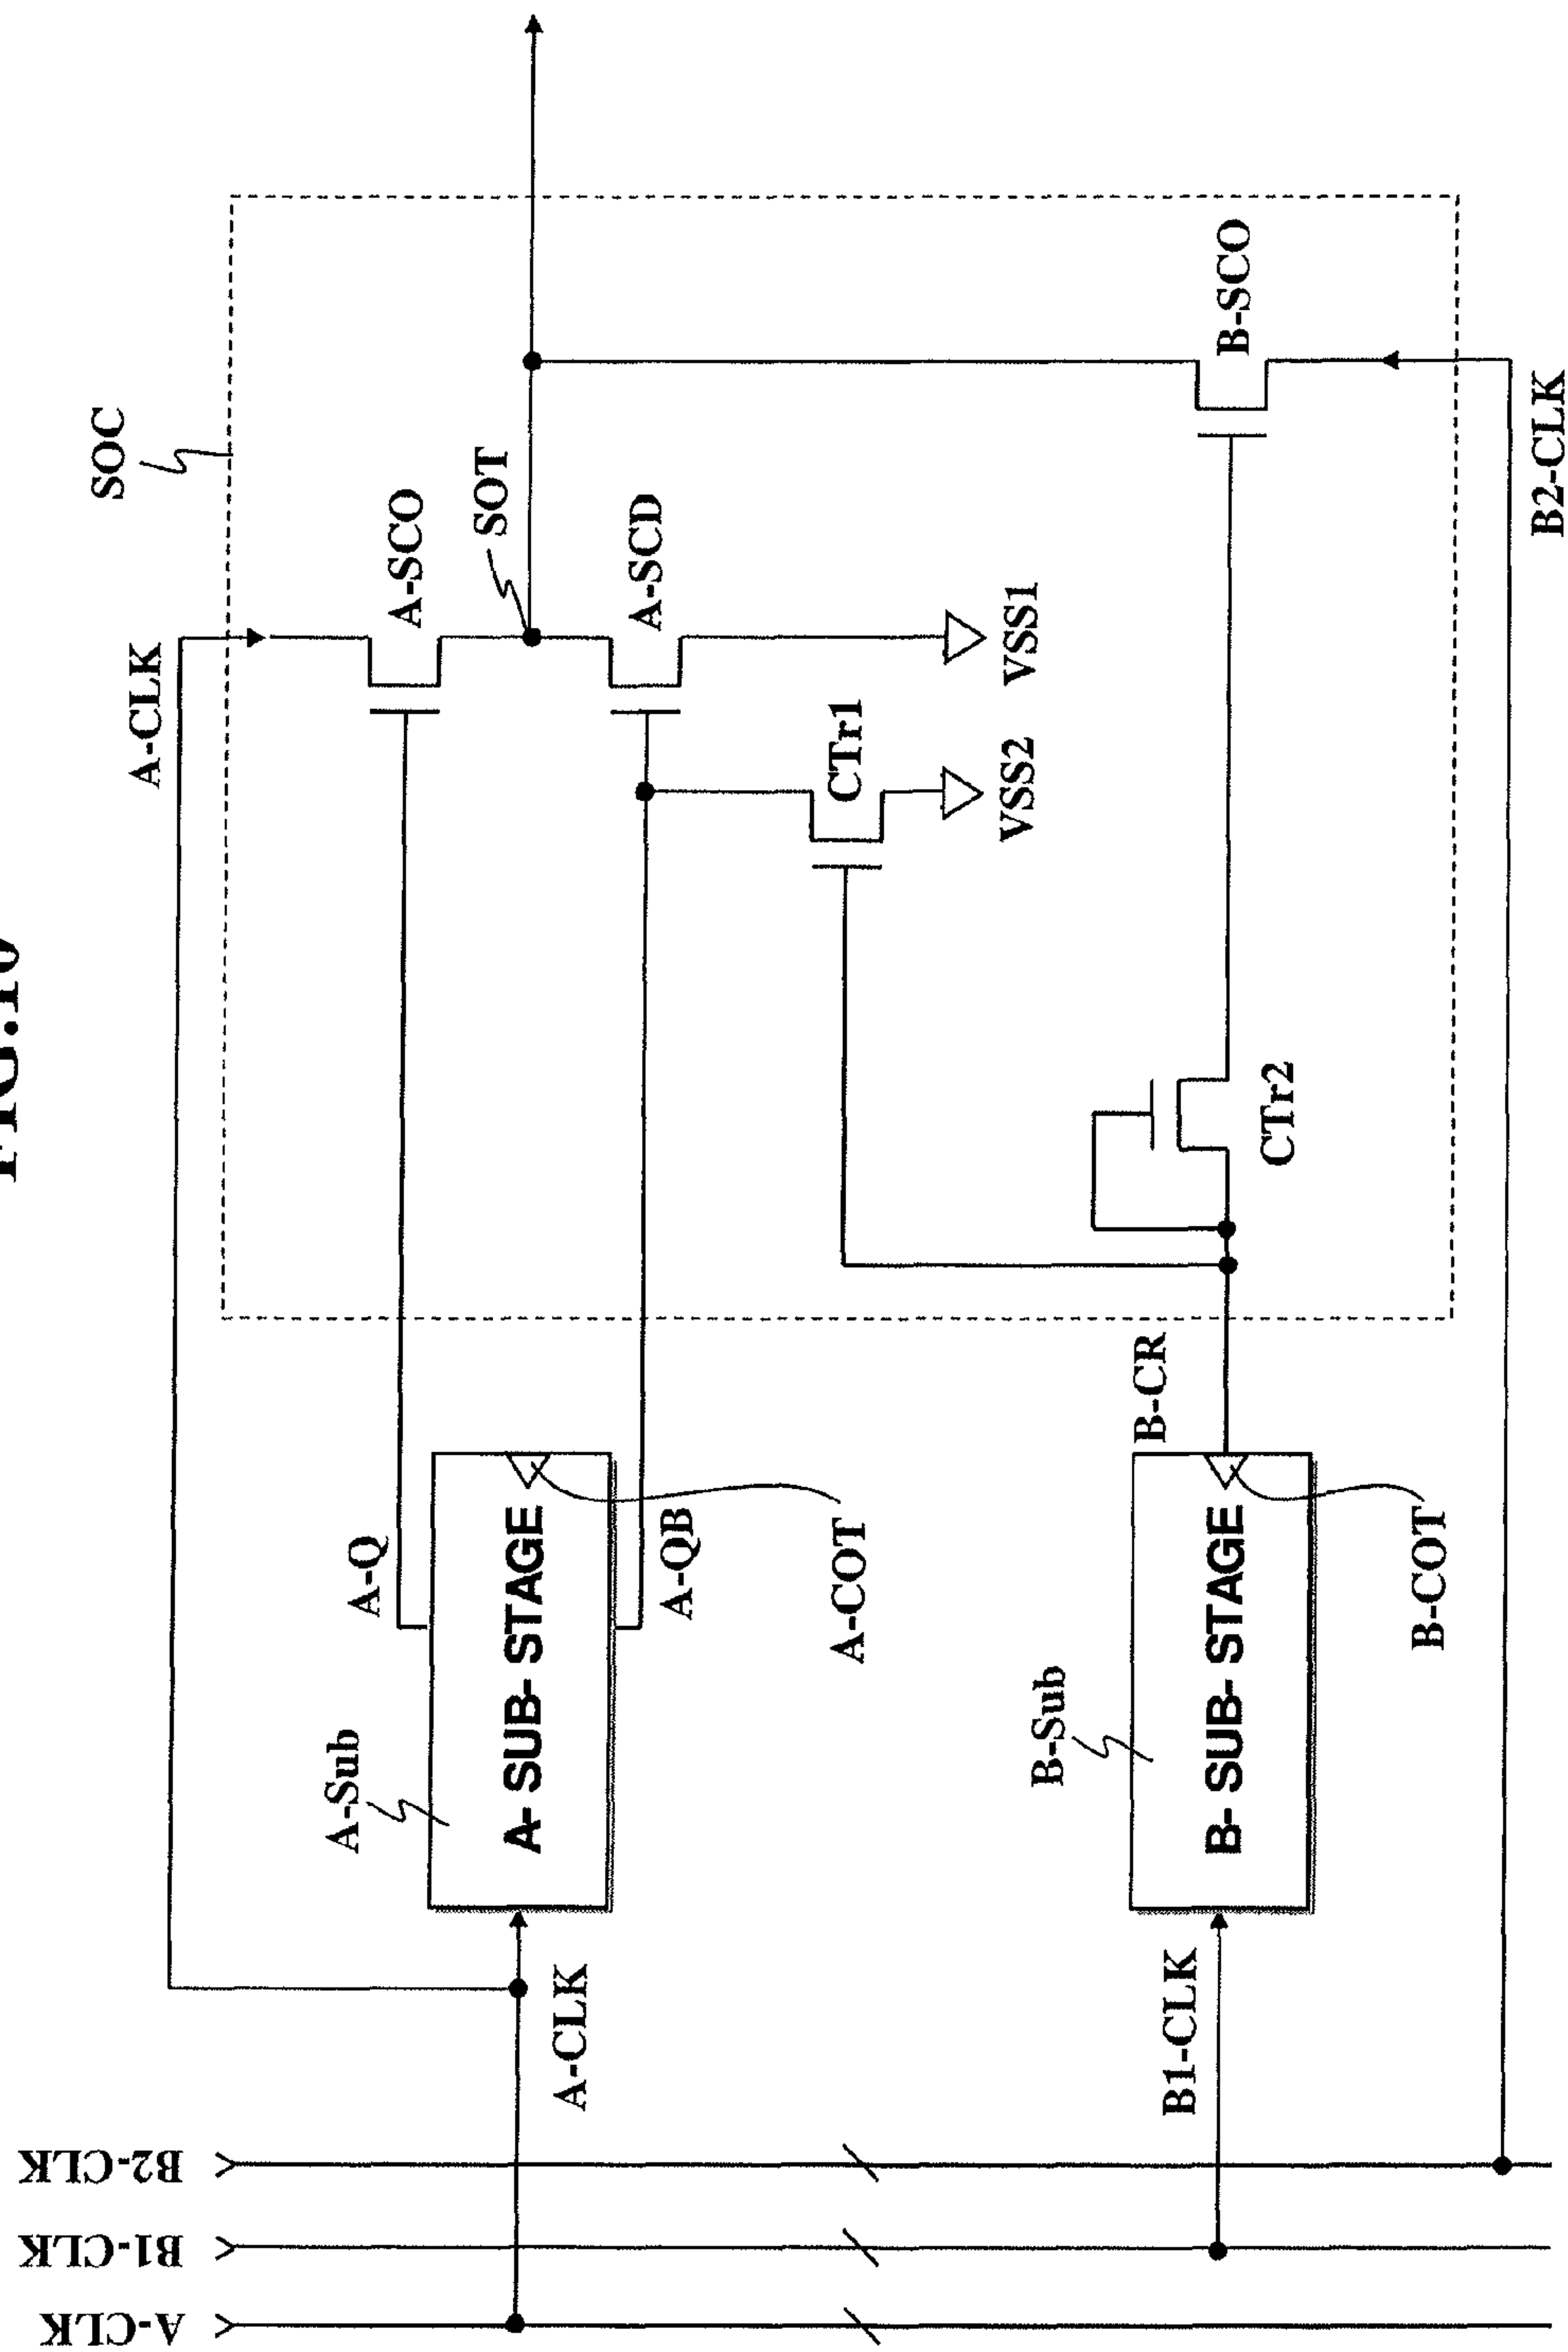 SOC
A-CLK
A-SCO
SOT
A-SCD
VSS1
CTr1
VSS2
B-SCO
B2-CLK
CTr2
A-Q
A-Sub
A- SUB- STAGE
A-QB
A-COT
A-CLK
B-CR
B-Sub
B- SUB- STAGE
B-COT
B1-CLK
B2-CLK
B1-CLK
A-CLK